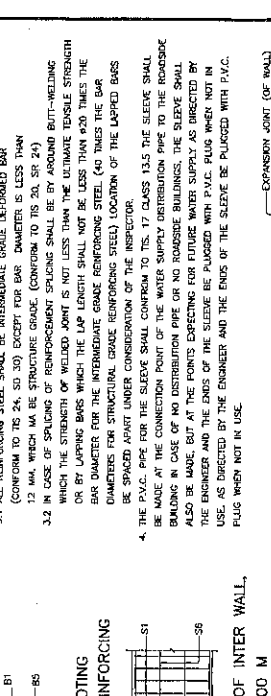 3.1 ALL REINFORCING STEEL SHALL BE INTERMEDIATE GRADE DEFORMED BAR
(CONFORM TO TIS 24, SD 30) EXCEPT FOR BAR DIAMETER IS LESS THAN
12 MM. WHICH MA BE STRUCTURE GRADE. (CONFORM TO TIS 20, SR 24)
3.2 IN CASE OF SPLICING OF REINFORCEMENT SPLICING SHALL BE BY AROUND BUTT-WELDING
WHICH THE STRENGTH OF WELDED JOINT IS NOT LESS THAN THE ULTIMATE TENSILE STRENGTH
OR BY LAPPING BARS WHICH THE LAP LENGTH SHALL NOT BE LESS THAN #20 TIMES THE
BAR DIAMETER FOR THE INTERMEDIATE GRADE REINFORCING STEEL (40 TIMES THE BAR
DIAMETERS FOR STRUCTURAL GRADE REINFORCING STEEL) LOCATION OF THE LAPPED BARS
BE SPACED APART UNDER CONSIDERATION OF THE INSPECTOR.
4. THE P.V.C. PIPE FOR THE SLEEVE SHALL CONFROM TO TIS. 17 CLASS 13.5 THE SLEEVE SHALL
BE MADE AT THE CONNECTION POINT OF THE WATER SUPPLY DISTRIBUTION PIPE TO THE ROADSIDE
BUILDING IN CASE OF NO DISTRIBUTION PIPE OR NO ROADSIDE BUILDINGS, THE SLEEVE SHALL
ALSO BE MADE, BUT AT THE POINTS EXPECTING FOR FUTURE WATER SUPPLY AS DIRECTED BY
THE ENGINEER AND THE ENDS OF THE SLEEVE BE PLUGGED WITH P.V.C. PLUG WHEN NOT IN
USE. AS DIRECTED BY THE ENGINEER AND THE ENDS OF THE SLEEVE BE PLUGGED WITH P.V.C.
PLUG WHEN NOT IN USE.
EXPANSION JOINT (OF WALL)
B1
B5
OTING
INFORCING
S1
S6
OF INTER WALL,
00 M